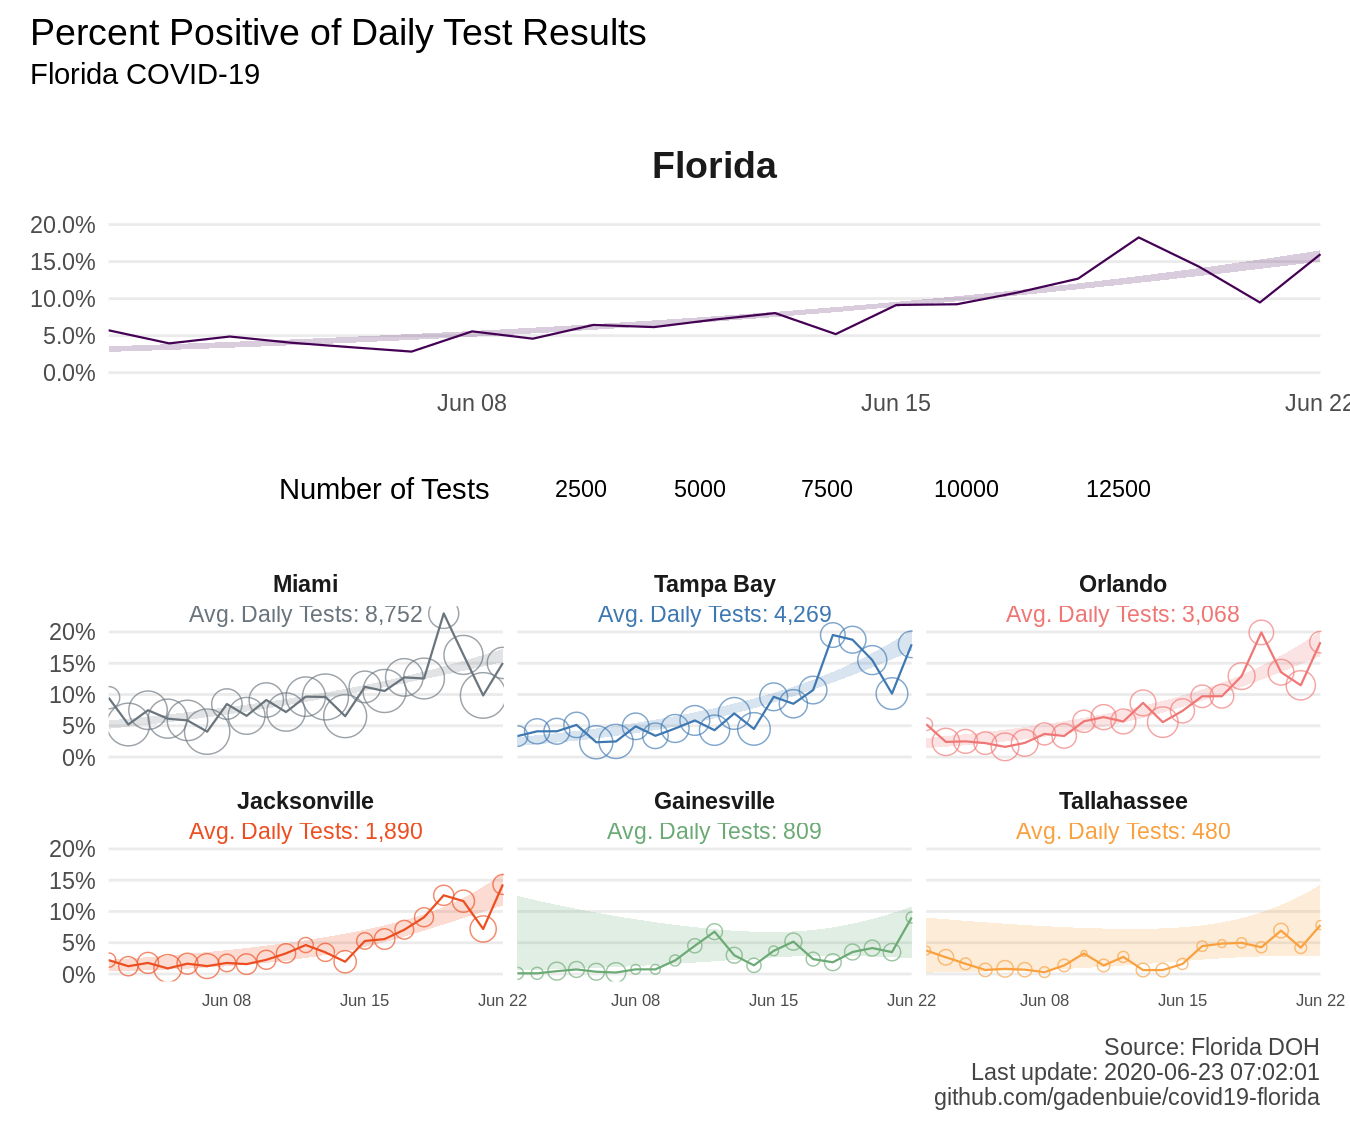 Percent Positive of Daily Test Results
Florida COVID-19
Florida
20.0%
15.0%
10.0%
5.0%
0.0%
Jun 08 Jun 15 Jun 22
Number of Tests 2500 5000 7500 10000 12500
Miami Tampa Bay Orlando
Avg. Daily Tests: 8,752 Avg. Daily Tests: 4,269 Avg. Daily Tests: 3,068
20%
15%
10%
5%
0%
Jacksonville Gainesville Tallahassee
Avg. Daily Tests: 1,890 Avg. Daily Tests: 809 Avg. Daily Tests: 480
20%
15%
10%
5%
0%
Jun 08 Jun 15 Jun 22 Jun 08 Jun 15 Jun 22 Jun 08 Jun 15 Jun 22
Source: Florida DOH
Last update: 2020-06-23 07:02:01
github.com/gadenbuie/covid19-florida